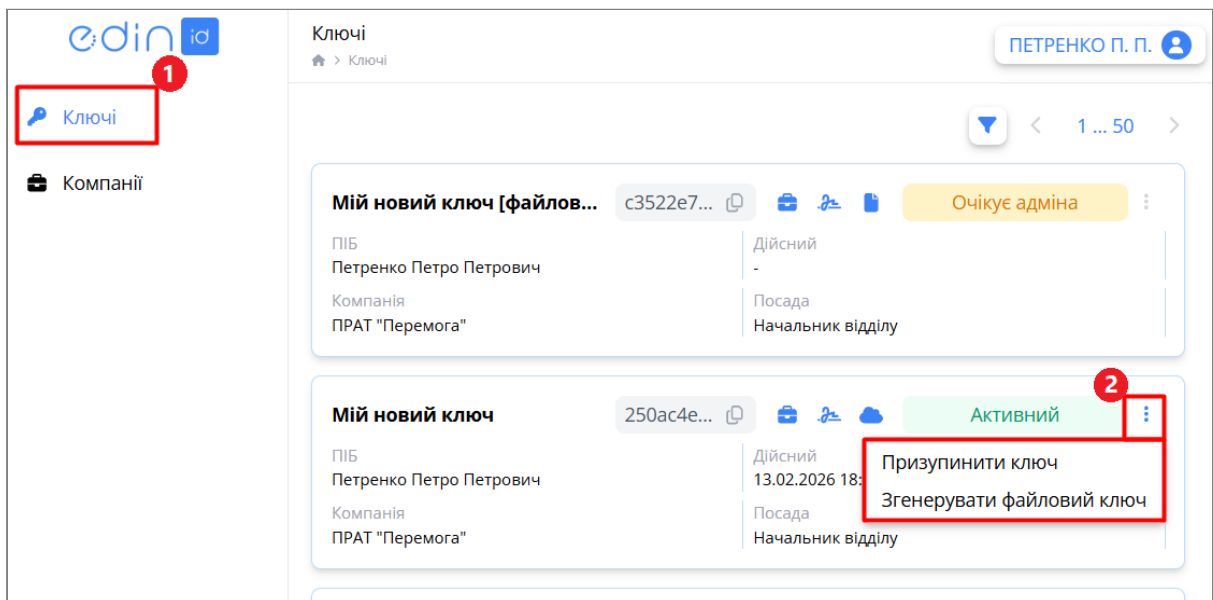 edin id
Ключі
ПЕТРЕНКО П. П.
> Ключі
1
Ключі
1 ... 50
Компанії
Мій новий ключ [файлов... c3522e7... Очікує адміна
ПІБ Дійсний
Петренко Петро Петрович -
Компанія Посада
ПРАТ "Перемога" Начальник відділу
2
Мій новий ключ 250ac4e... Активний
ПІБ Дійсний
Петренко Петро Петрович 13.02.2026 18:
Призупинити ключ
Згенерувати файловий ключ
Компанія Посада
ПРАТ "Перемога" Начальник відділу